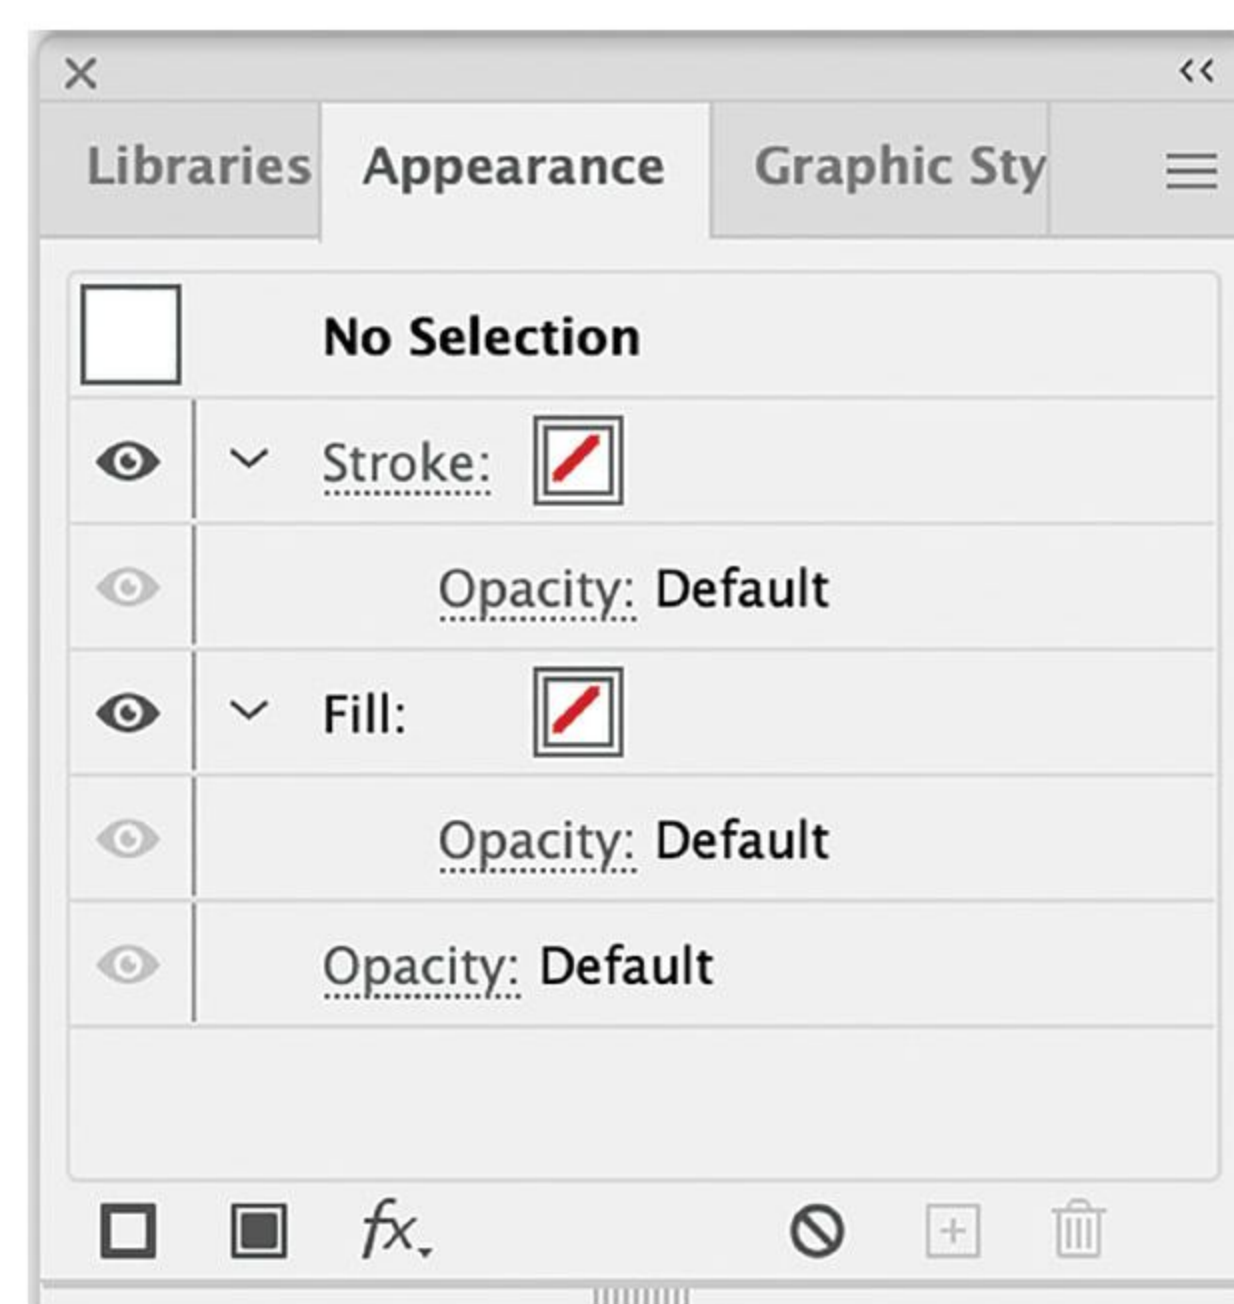 Libraries Appearance Graphic Sty
No Selection
Stroke:
Opacity: Default
Fill:
Opacity: Default
Opacity: Default
fx.